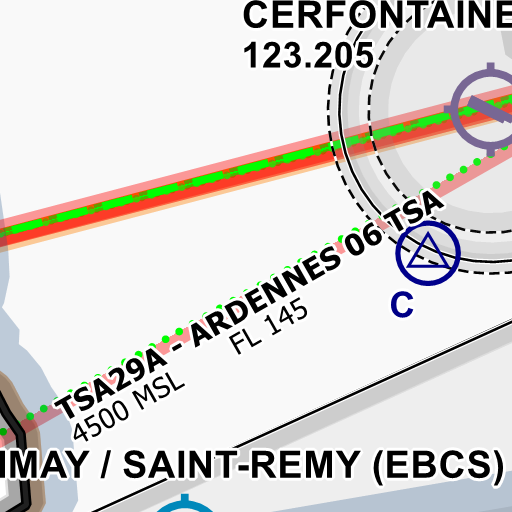 CERFONTAINE
123.205
TSA29A - ARDENNES 06 TSA
4500 MSL
FL 145
C
IMAY / SAINT-REMY (EBCS)